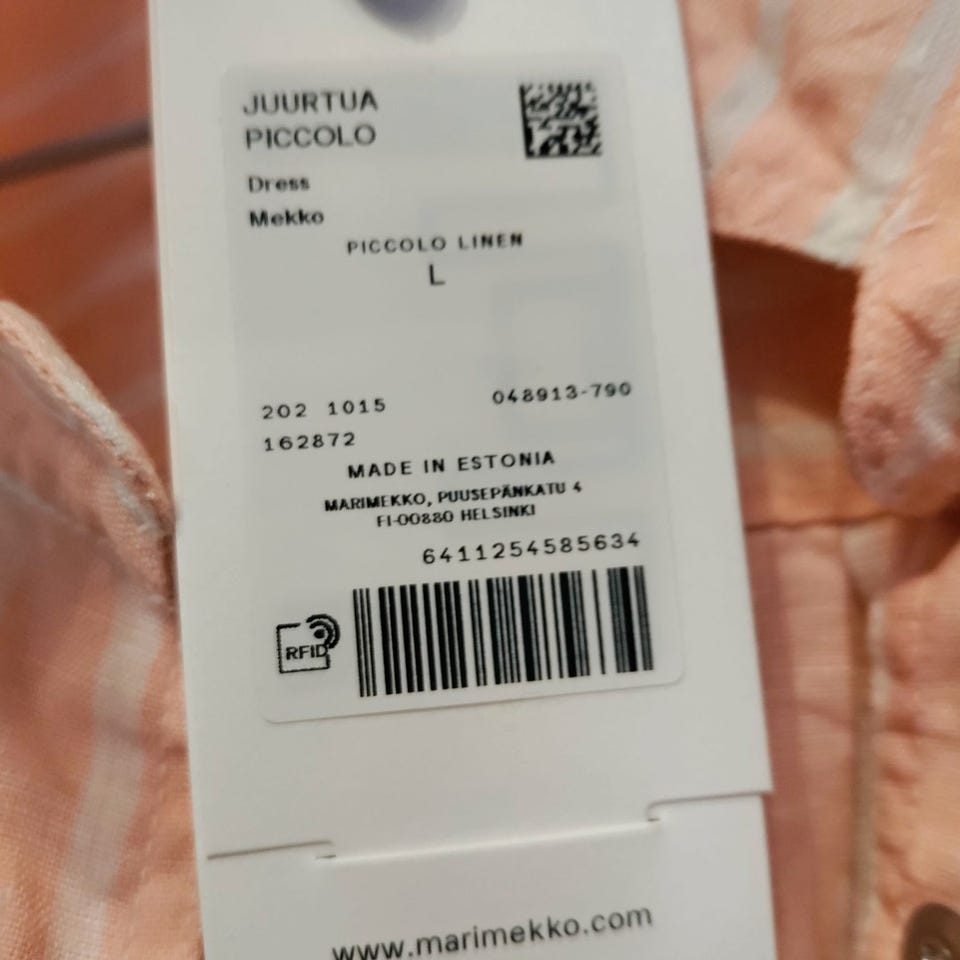 JUURTUA
PICCOLO
Dress
Mekko
PICCOLO LINEN
L
202 1015 048913-790
162872
MADE IN ESTONIA
MARIMEKKO, PUUSEPÄNKATU 4
FI-00880 HELSINKI
6411254585634
RFID
www.marimekko.com